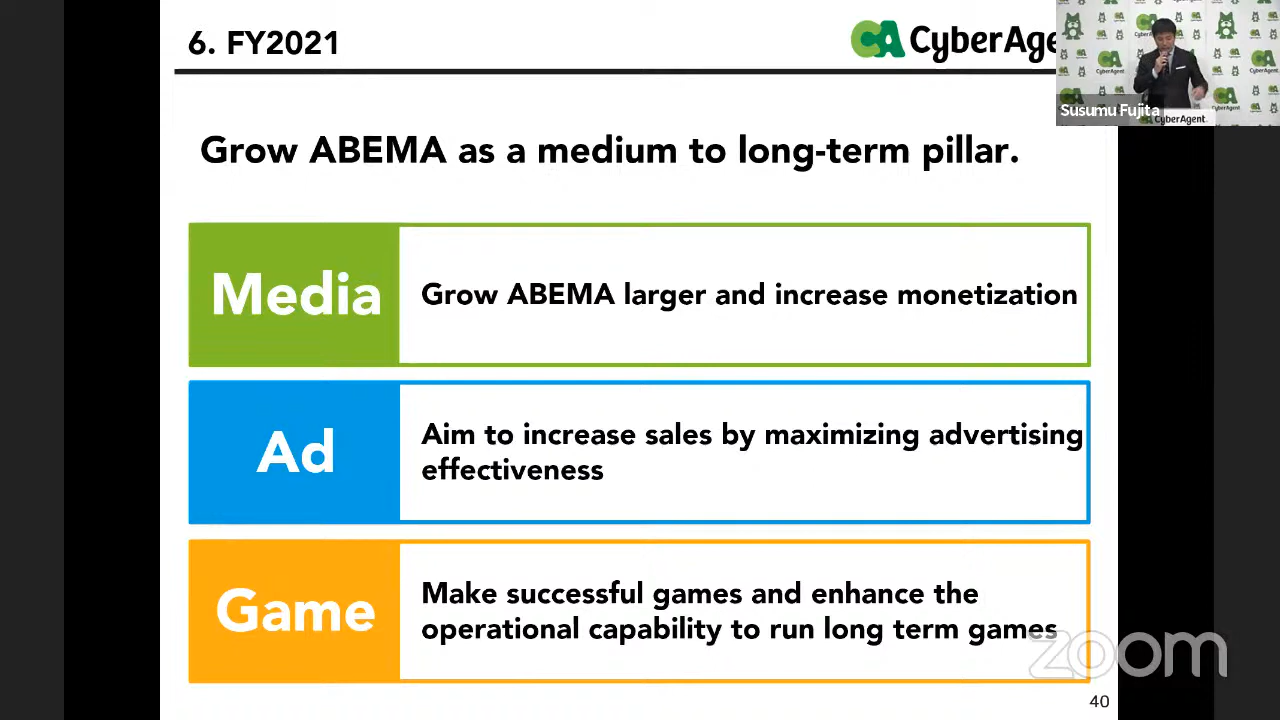 6. FY2021
CyberAge
Susumu Fujita
CyberAgent
CyberAgent.
Grow ABEMA as a medium to long-term pillar.
Media
Grow ABEMA larger and increase monetization
Ad
Aim to increase sales by maximizing advertising
effectiveness
Game
Make successful games and enhance the
operational capability to run long term games
zoom
40